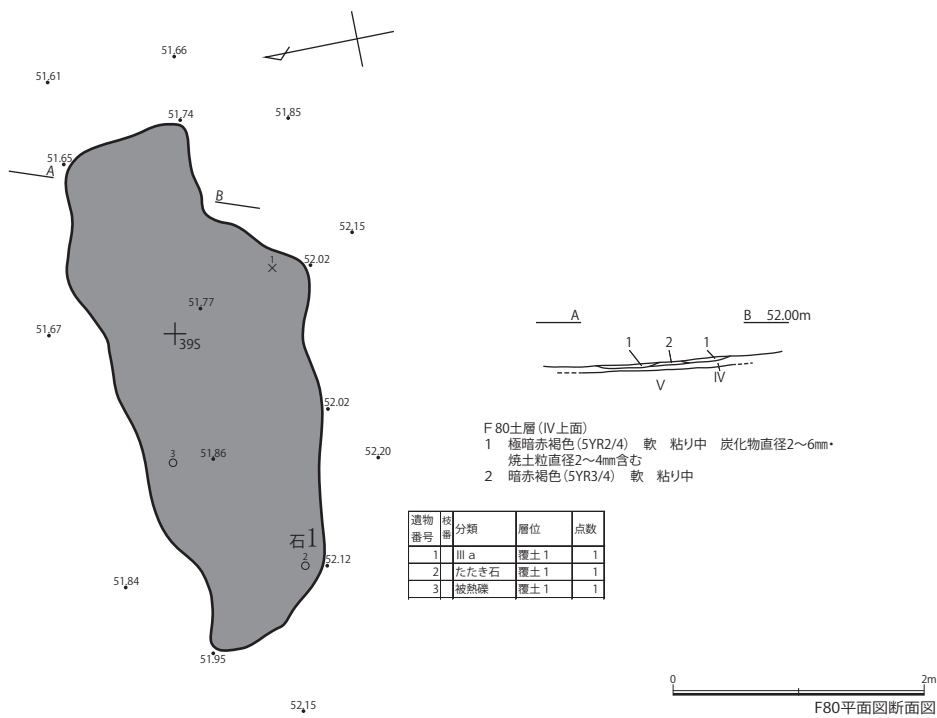 51.66
51.61
51.74
51.85
51.65
A
B
52.15
1
52.02
51.77
51.67
39S
52.02
3
51.86
52.20
石1
2
52.12
51.84
51.95
52.15
A
B 52.00m
1 2 1
Ⅴ
Ⅳ
F80土層(Ⅳ上面)
1 極暗赤褐色(5YR2/4) 軟 粘り中 炭化物直径2〜6㎜・
焼土粒直径2〜4㎜含む
2 暗赤褐色(5YR3/4) 軟 粘り中
遺物番号 枝番 分類 層位 点数
1 Ⅲa 覆土1 1
2 たたき石 覆土1 1
3 被熱礫 覆土1 1
0 2m
F80平面図断面図